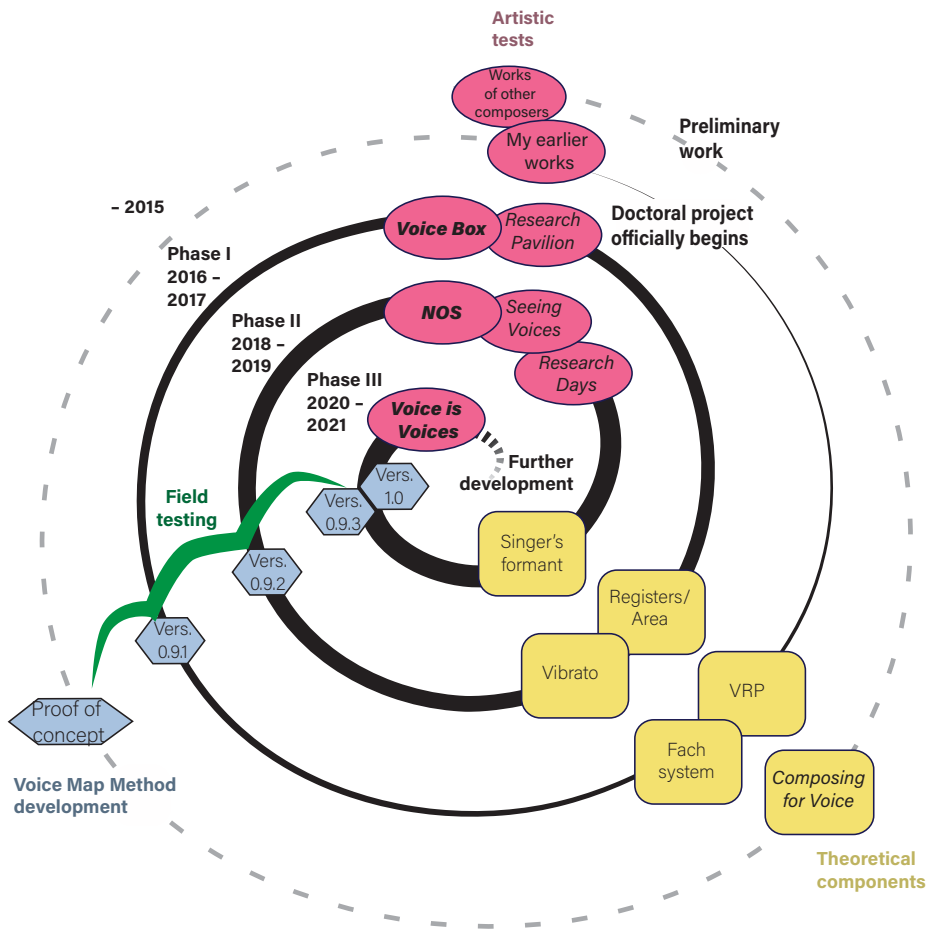 Artistic
tests
Works
of other
composers
My earlier
works
Preliminary
work
– 2015
Doctoral project
officially begins
Voice Box
Research
Pavilion
Phase I
2016 –
2017
NOS
Seeing
Voices
Research
Days
Phase II
2018 –
2019
Phase III
2020 –
2021
Voice is
Voices
Further
development
Vers.
1.0
Vers.
0.9.3
Field
testing
Singer’s
formant
Vers.
0.9.2
Registers/
Area
Vers.
0.9.1
Vibrato
VRP
Proof of
concept
Fach
system
Composing
for Voice
Voice Map Method
development
Theoretical
components